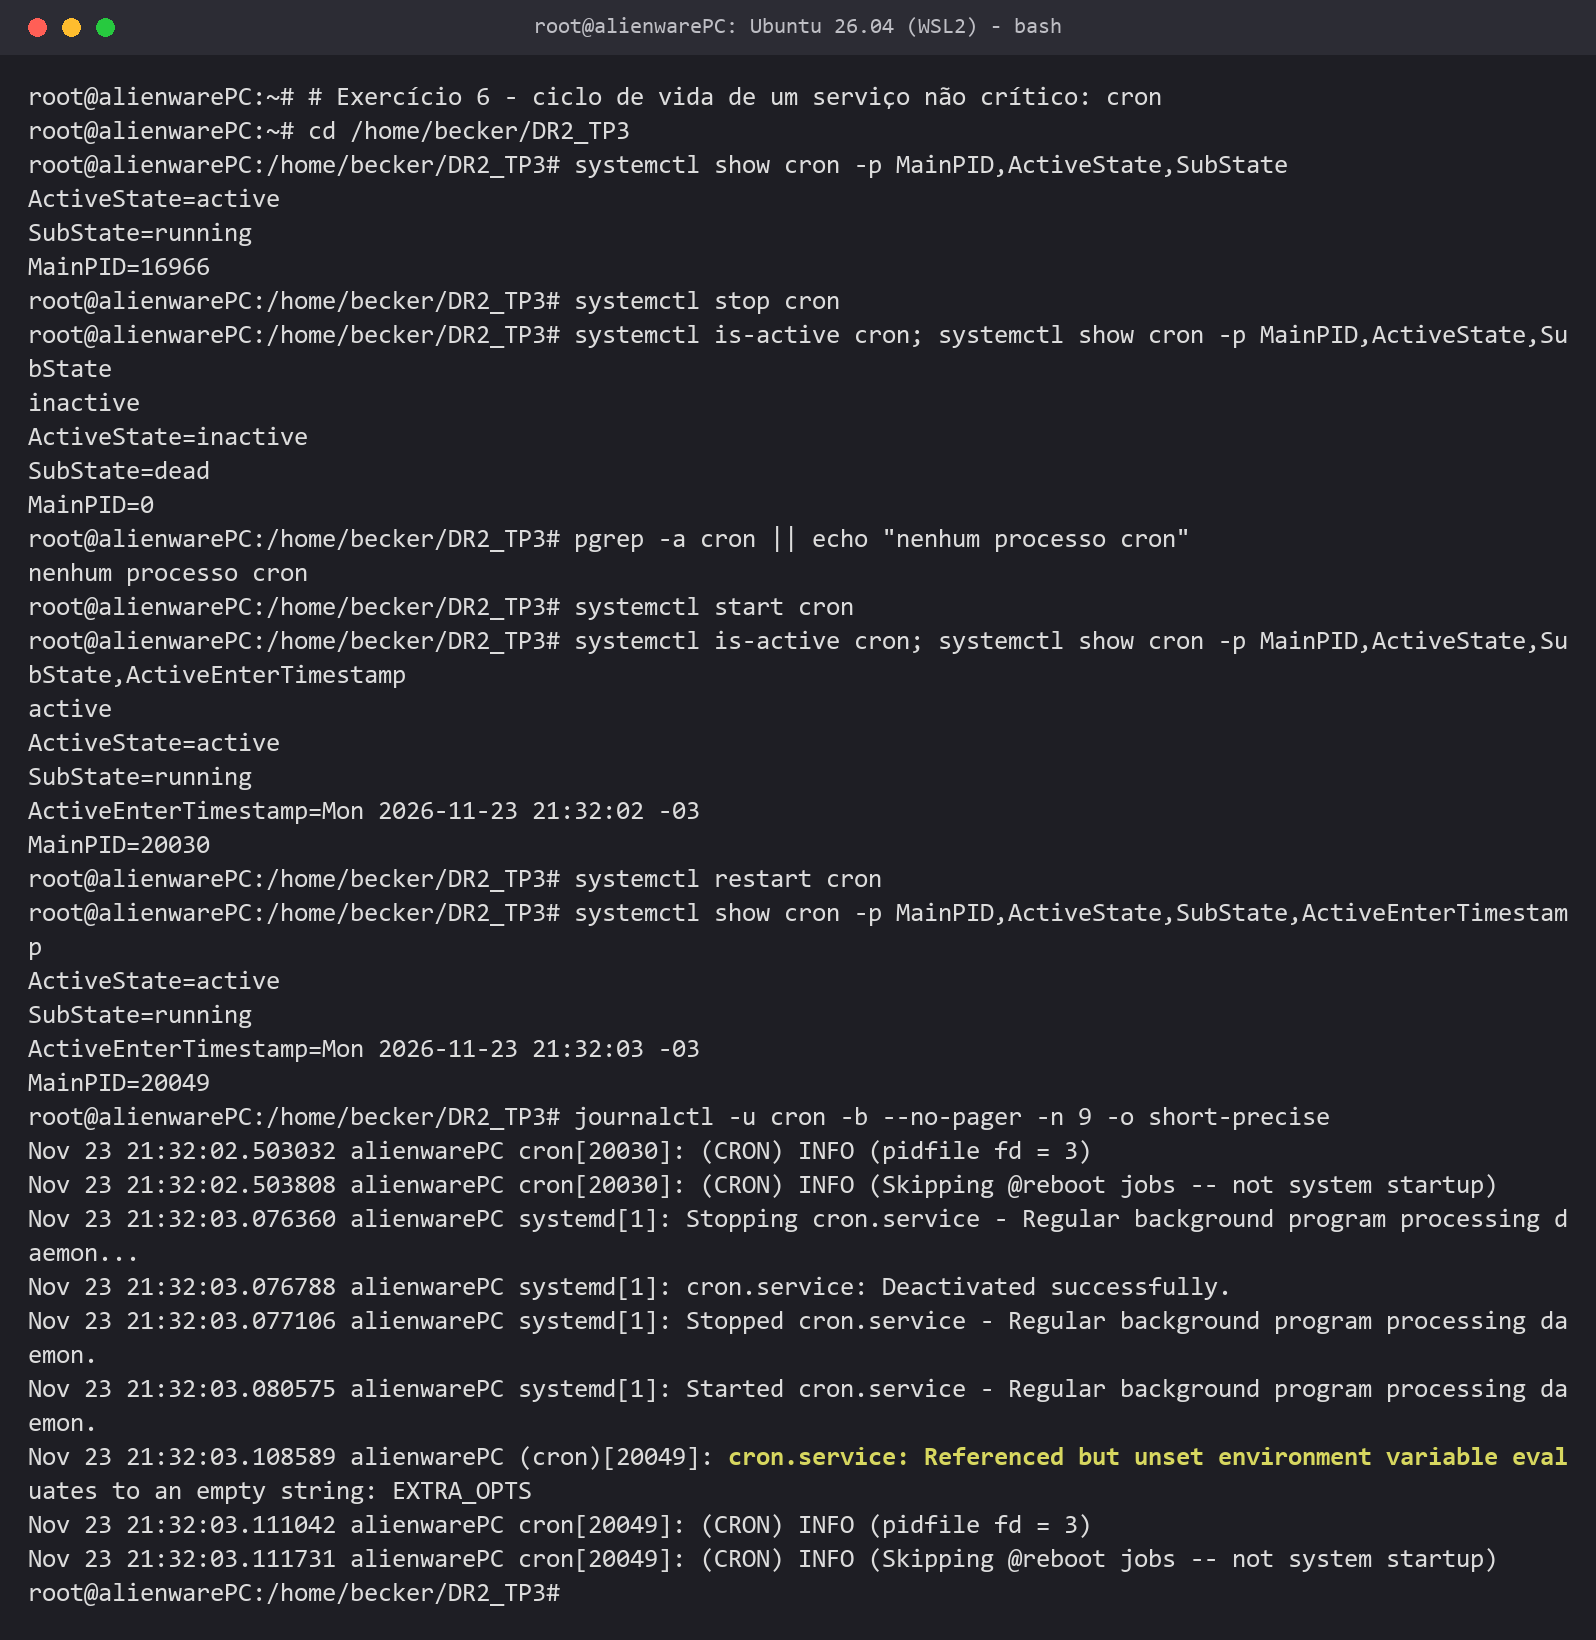 root@alienwarePC: Ubuntu 26.04 (WSL2) - bash
root@alienwarePC:~# # Exercício 6 - ciclo de vida de um serviço não crítico: cron
root@alienwarePC:~# cd /home/becker/DR2_TP3
root@alienwarePC:/home/becker/DR2_TP3# systemctl show cron -p MainPID,ActiveState,SubState
ActiveState=active
SubState=running
MainPID=16966
root@alienwarePC:/home/becker/DR2_TP3# systemctl stop cron
root@alienwarePC:/home/becker/DR2_TP3# systemctl is-active cron; systemctl show cron -p MainPID,ActiveState,Su
bState
inactive
ActiveState=inactive
SubState=dead
MainPID=0
root@alienwarePC:/home/becker/DR2_TP3# pgrep -a cron || echo "nenhum processo cron"
nenhum processo cron
root@alienwarePC:/home/becker/DR2_TP3# systemctl start cron
root@alienwarePC:/home/becker/DR2_TP3# systemctl is-active cron; systemctl show cron -p MainPID,ActiveState,Su
bState,ActiveEnterTimestamp
active
ActiveState=active
SubState=running
ActiveEnterTimestamp=Mon 2026-11-23 21:32:02 -03
MainPID=20030
root@alienwarePC:/home/becker/DR2_TP3# systemctl restart cron
root@alienwarePC:/home/becker/DR2_TP3# systemctl show cron -p MainPID,ActiveState,SubState,ActiveEnterTimestam
p
ActiveState=active
SubState=running
ActiveEnterTimestamp=Mon 2026-11-23 21:32:03 -03
MainPID=20049
root@alienwarePC:/home/becker/DR2_TP3# journalctl -u cron -b --no-pager -n 9 -o short-precise
Nov 23 21:32:02.503032 alienwarePC cron[20030]: (CRON) INFO (pidfile fd = 3)
Nov 23 21:32:02.503808 alienwarePC cron[20030]: (CRON) INFO (Skipping @reboot jobs -- not system startup)
Nov 23 21:32:03.076360 alienwarePC systemd[1]: Stopping cron.service - Regular background program processing d
aemon...
Nov 23 21:32:03.076788 alienwarePC systemd[1]: cron.service: Deactivated successfully.
Nov 23 21:32:03.077106 alienwarePC systemd[1]: Stopped cron.service - Regular background program processing da
emon.
Nov 23 21:32:03.080575 alienwarePC systemd[1]: Started cron.service - Regular background program processing da
emon.
Nov 23 21:32:03.108589 alienwarePC (cron)[20049]: cron.service: Referenced but unset environment variable eval
uates to an empty string: EXTRA_OPTS
Nov 23 21:32:03.111042 alienwarePC cron[20049]: (CRON) INFO (pidfile fd = 3)
Nov 23 21:32:03.111731 alienwarePC cron[20049]: (CRON) INFO (Skipping @reboot jobs -- not system startup)
root@alienwarePC:/home/becker/DR2_TP3#